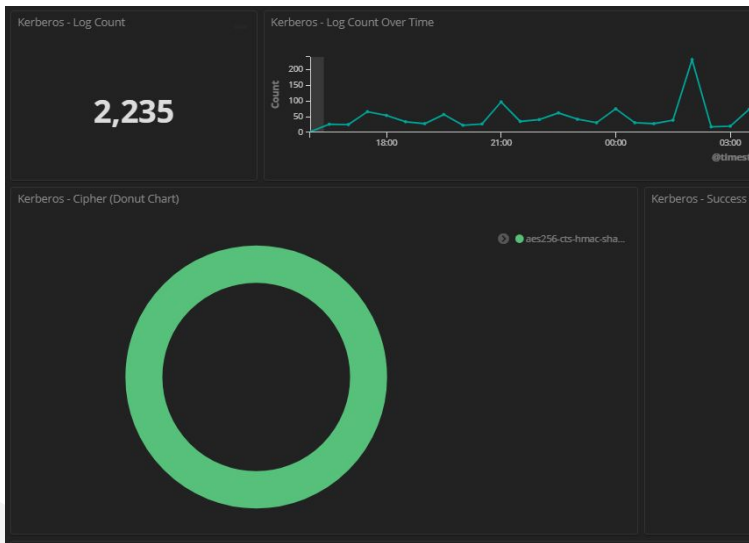 Kerberos - Log Count
2,235
Kerberos - Log Count Over Time
Count
200
150
100
50
0
18:00
21:00
00:00
03:00
@timest
Kerberos - Cipher (Donut Chart)
aes256-cts-hmac-sha...
Kerberos - Success